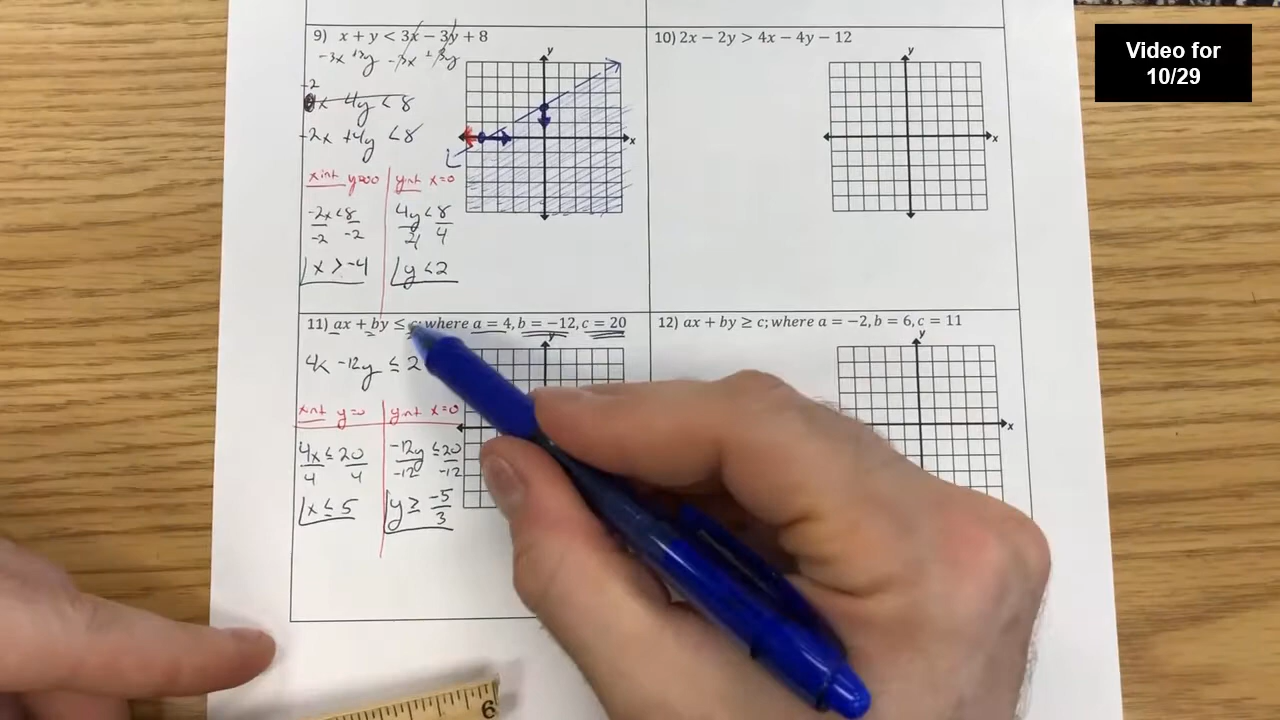 Video for
10/29
9) x + y < 3x − 3y + 8
-3x +3y -3x +3y
-2
x 4y < 8
-2x +4y < 8
x int y=0
y int x=0
-2x < 8
-2 -2
4y < 8
4 4
x > -4
y < 2
y
x
10) 2x − 2y > 4x − 4y − 12
y
x
11) ax + by ≤ c; where a = 4, b = −12, c = 20
4x -12y ≤ 2
x int y=0
y int x=0
4x ≤ 20
4 4
-12y ≤ 20
-12 -12
x ≤ 5
y ≥ -5
3
y
12) ax + by ≥ c; where a = −2, b = 6, c = 11
y
x
6